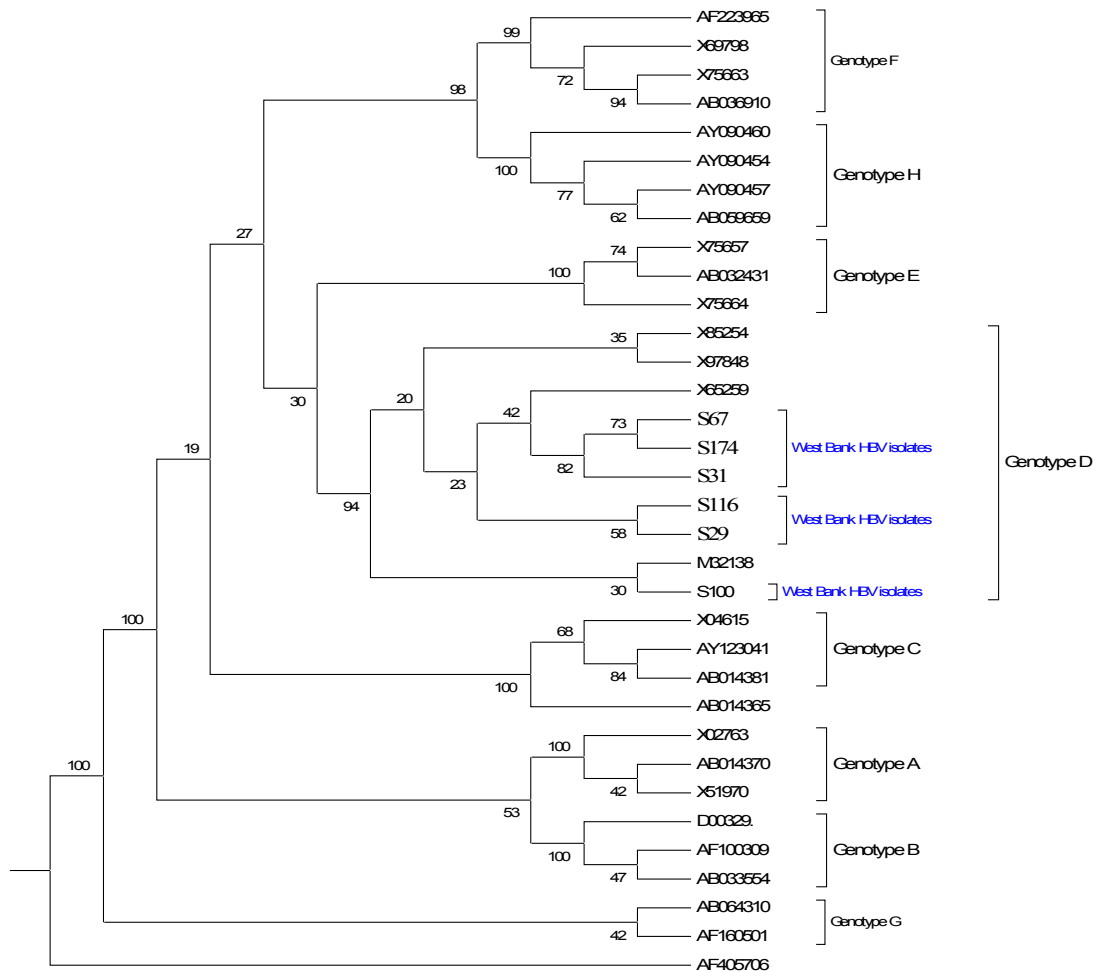 AF223965
99
X69798
Genotype F
X75663
72
98
94
AB036910
AY090460
100
AY090454
Genotype H
77
AY090457
62
AB059659
27
X75657
74
AB032431
100
Genotype E
X75664
X85254
35
X97848
X65259
20
42
30
S67
73
S174
West Bank HBV isolates
19
S31
82
Genotype D
23
94
S116
West Bank HBV isolates
S29
58
M32138
30
S100
West Bank HBV isolates
100
X04615
68
AY123041
Genotype C
84
AB014381
100
AB014365
X02763
100
100
AB014370
Genotype A
42
X51970
53
D00329.
100
AF100309
Genotype B
47
AB033554
AB064310
Genotype G
42
AF160501
AF405706